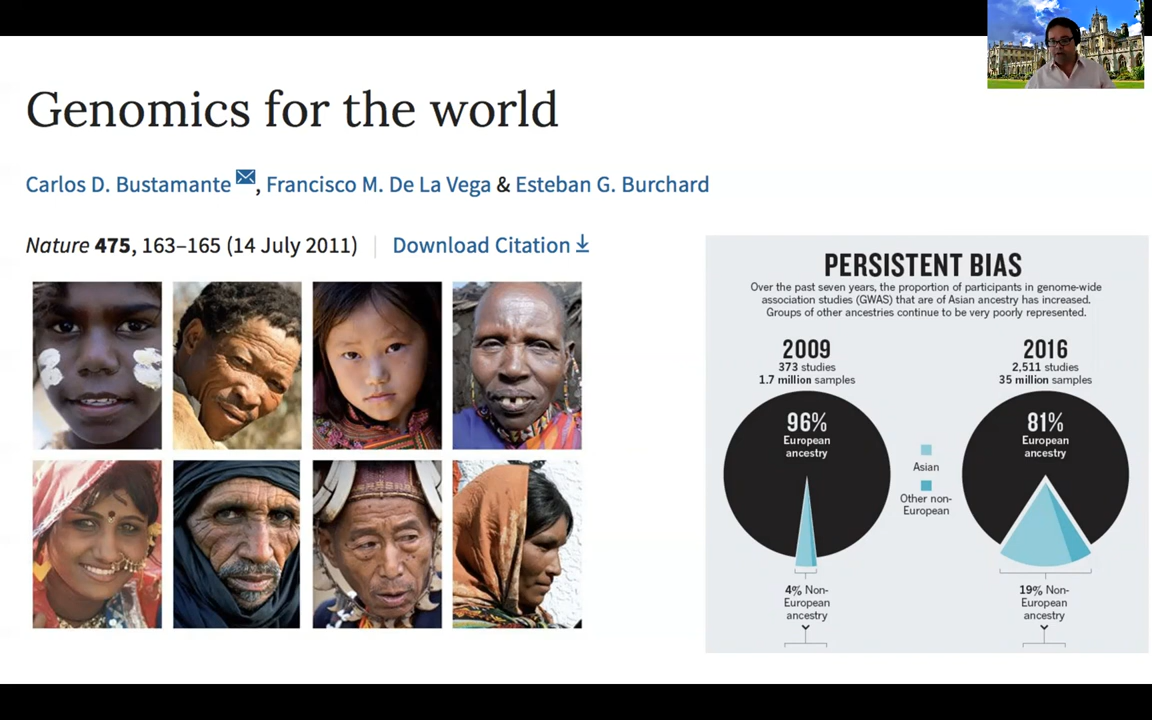 Genomics for the world
Carlos D. Bustamante, Francisco M. De La Vega & Esteban G. Burchard
Nature 475, 163–165 (14 July 2011) | Download Citation
PERSISTENT BIAS
Over the past seven years, the proportion of participants in genome-wide
association studies (GWAS) that are of Asian ancestry has increased.
Groups of other ancestries continue to be very poorly represented.
2009
373 studies
1.7 million samples
96%
European
ancestry
4% Non-
European
ancestry
Asian
Other non-
European
2016
2,511 studies
35 million samples
81%
European
ancestry
19% Non-
European
ancestry